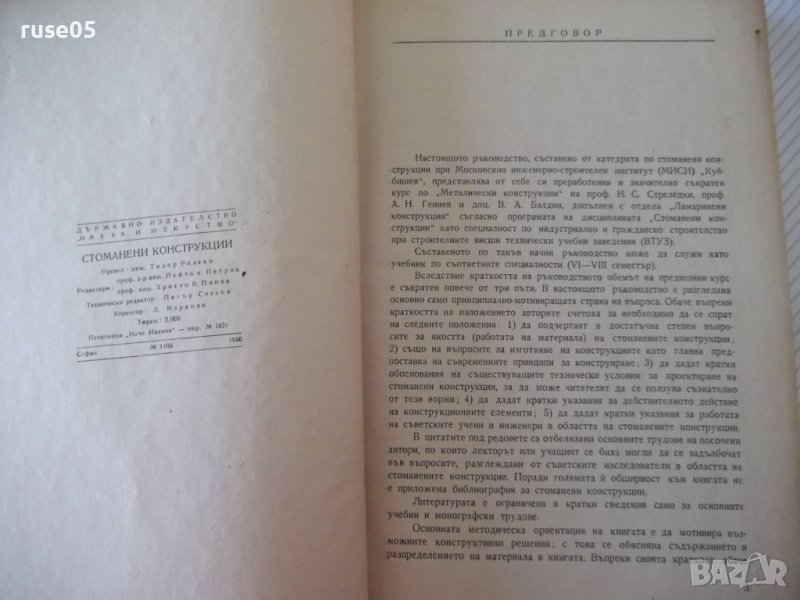 ruse05
ДЪРЖАВНО ИЗДАТЕЛСТВО
„НАУКА И ИЗКУСТВО“
СТОМАНЕНИ КОНСТРУКЦИИ
Превел: инж. Тодор
проф. д-р инж. Пейчо П. Петров
Редактори:
проф. инж. Христо В. Попов
Технически редактор: Петър Спасов
Коректор: Л. Маркова
Тираж: 2,000
Печатница „Начо Иванов“ — пор. № 1621
София № 1103 1950
ПРЕДГОВОР
Настоящото ръководство, съставено от катедрата по стоманени кон-
струкции при Московския инженерно-строителен институт (МИСИ) „Куй-
бишев“, представлява от себе си преработения и значително съкратен
курс по „Металически конструкции“ на проф. Н. С. Стрелецки, проф.
А. Н. Гениев и доц. В. А. Балдин, допълнен с отдела „Ламаринени
конструкции“ съгласно програмата на дисциплината „Стоманени кон-
струкции“ като специалност по индустриално и гражданско строителство
при строителните висши технически учебни заведения (ВТУЗ).
Съставеното по такъв начин ръководство може да служи като
учебник по съответните специалности (VI—VIII семестър).
Вследствие краткостта на ръководството обемът на предишния курс
е съкратен повече от три пъти. В настоящото ръководство е разгледана
основно само принципиално-мотивиращата страна на въпроса. Обаче въпреки
краткостта на изложението авторите счетоха за необходимо да се спрат
на следните положения: 1) да подчертаят в достатъчна степен въпро-
сите за якостта (работата на материала) на стоманените конструкции;
2) също на въпросите за изготвяне на конструкциите като главна пред-
поставка на съвременните принципи за конструиране; 3) да дадат кратки
обоснования на съществуващите технически условия за проектиране на
стоманени конструкции, за да може читателят да се ползува съзнателно
от тези норми; 4) да дадат кратки указания за действителното действие
на конструкционните елементи; 5) да дадат кратки указания за работата
на съветските учени и инженери в областта на стоманените конструкции.
В цитатите под редовете са отбелязани основните трудове на посочени
автори, по които лекторът или учащият се биха могли да се задълбочат
във въпросите, разглеждани от съветските изследователи в областта на
стоманените конструкции. Поради голямата ѝ обширност към книгата не
е приложена библиография за стоманени конструкции.
Литературата е ограничена в кратки сведения само за основните
учебни и монографски трудове.
Основната методическа ориентация на книгата е да мотивира въз-
можните конструктивни решения; с това се обяснява съдържанието и
разпределението на материала в книгата. Въпреки своята краткост, обаче
3
BAZAR